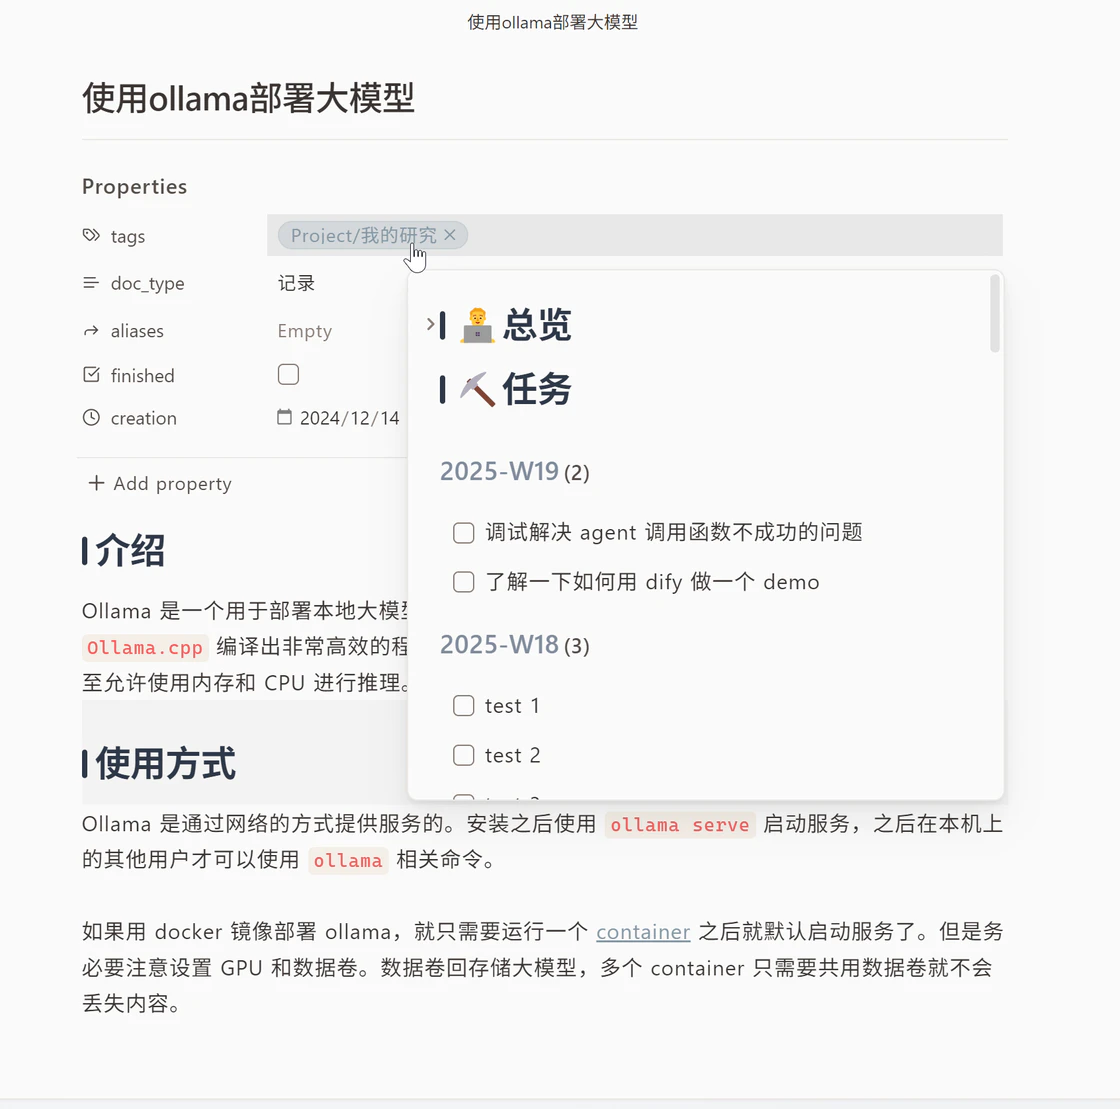 使用ollama部署大模型
使用ollama部署大模型
Properties
tags
Project/我的研究
doc_type
记录
aliases
Empty
finished
creation
2024/12/14
Add property
介绍
Ollama 是一个用于部署本地大模
Ollama.cpp 编译出非常高效的程
至允许使用内存和 CPU 进行推理。
总览
任务
2025-W19 (2)
调试解决 agent 调用函数不成功的问题
了解一下如何用 dify 做一个 demo
2025-W18 (3)
test 1
test 2
使用方式
Ollama 是通过网络的方式提供服务的。安装之后使用 ollama serve 启动服务，之后在本机上
的其他用户才可以使用 ollama 相关命令。
如果用 docker 镜像部署 ollama，就只需要运行一个 container 之后就默认启动服务了。但是务
必要注意设置 GPU 和数据卷。数据卷回存储大模型，多个 container 只需要共用数据卷就不会
丢失内容。